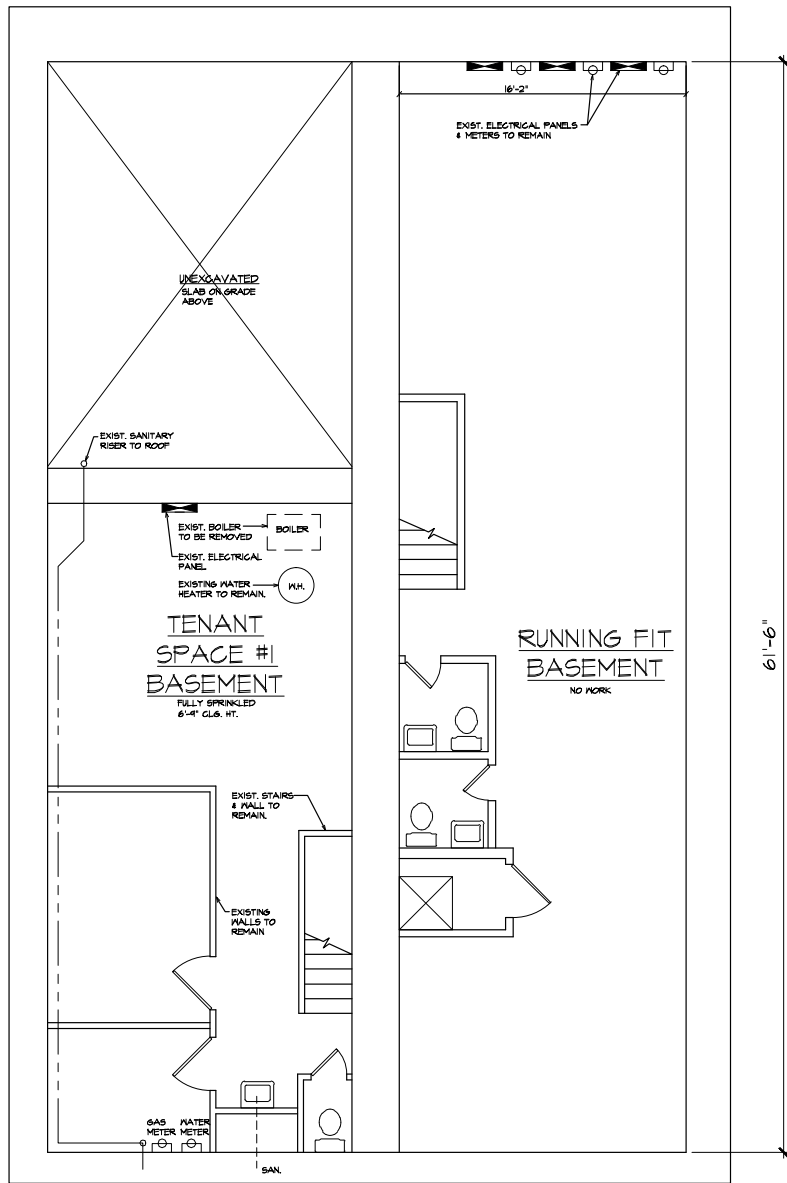 16'-2"
EXIST. ELECTRICAL PANELS
& METERS TO REMAIN
UNEXCAVATED
SLAB ON GRADE
ABOVE
EXIST. SANITARY
RISER TO ROOF
EXIST. BOILER
TO BE REMOVED
BOILER
EXIST. ELECTRICAL
PANEL
EXISTING WATER
HEATER TO REMAIN.
W.H.
TENANT
SPACE #1
BASEMENT
FULLY SPRINKLED
6'-9" CLG. HT.
RUNNING FIT
BASEMENT
NO WORK
61'-6"
EXIST. STAIRS
& WALL TO
REMAIN.
EXISTING
WALLS TO
REMAIN
GAS
METER
WATER
METER
SAN.